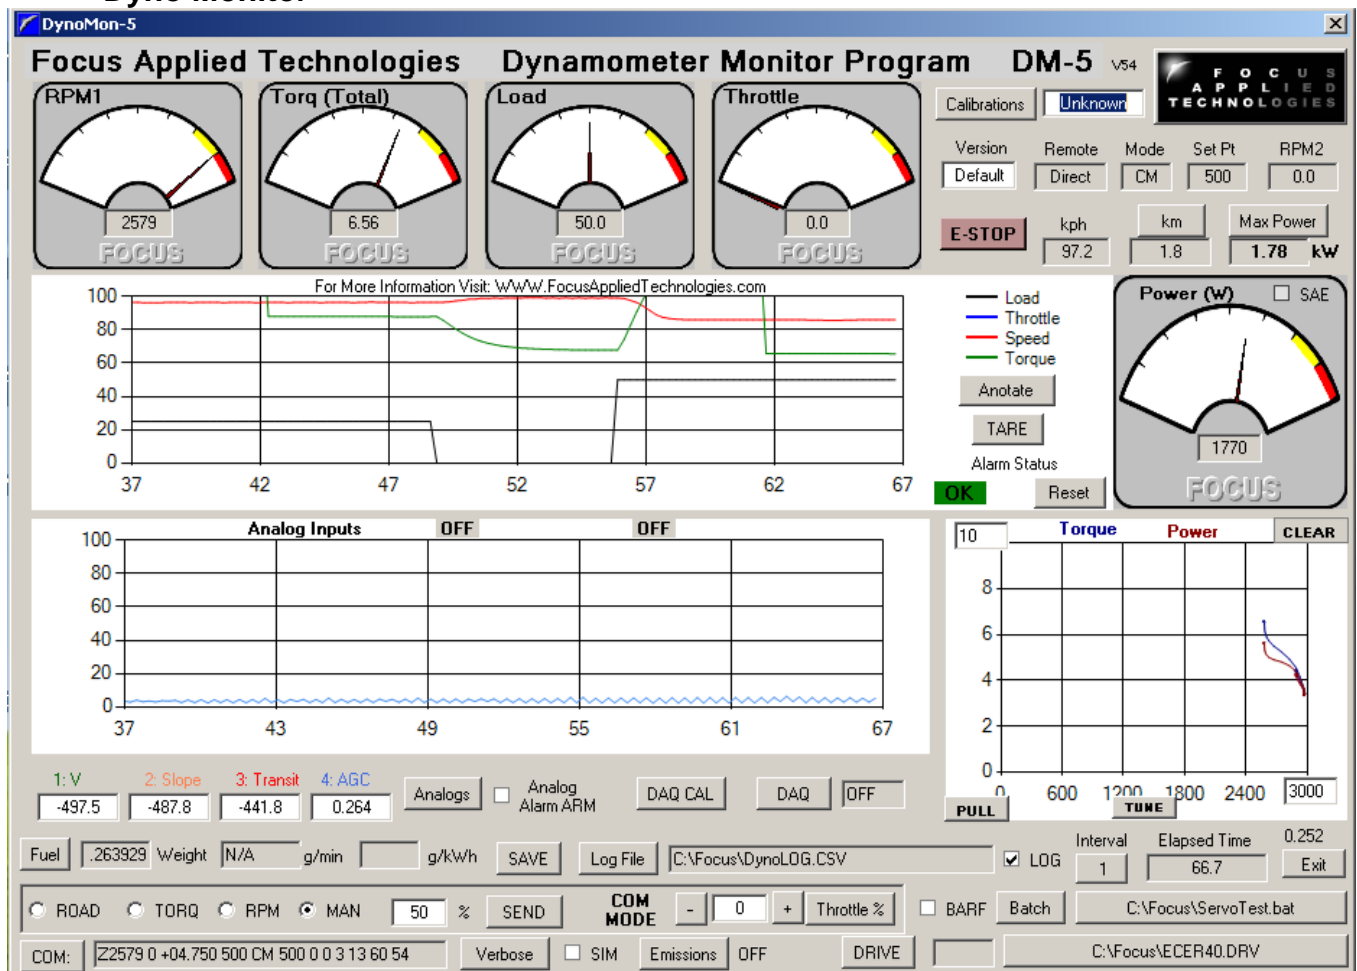 Dyno Monitor
DynoMon-5
Focus Applied Technologies Dynamometer Monitor Program DM-5 V54
FOCUS
APPLIED
TECHNOLOGIES
RPM1 Torq (Total) Load Throttle
2579 6.56 50.0 0.0
FOCUS FOCUS FOCUS FOCUS
Calibrations Unknown
Version Remote Mode Set Pt RPM2
Default Direct CM 500 0.0
E-STOP kph km Max Power
97.2 1.8 1.78 kW
For More Information Visit: WWW.FocusAppliedTechnologies.com
100
80
60
40
20
0
37 42 47 52 57 62 67
Load
Throttle
Speed
Torque
Anotate
TARE
Alarm Status
OK Reset
Power (W) SAE
1770
FOCUS
Analog Inputs OFF OFF
100
80
60
40
20
0
37 43 49 55 61 67
10 Torque Power CLEAR
8
6
4
2
0
0 600 1200 1800 2400 3000
PULL TUNE
1: V 2: Slope 3: Transit 4: AGC
-497.5 -487.8 -441.8 0.264
Analogs Analog
Alarm ARM
DAQ CAL DAQ OFF
Fuel .263929 Weight N/A g/min g/kWh SAVE Log File C:\Focus\DynoLOG.CSV LOG
Interval Elapsed Time 0.252
1 66.7 Exit
ROAD TORQ RPM MAN 50 % SEND COM
MODE - 0 + Throttle % BARF Batch C:\Focus\ServoTest.bat
COM: Z2579 0 +04.750 500 CM 500 0 0 3 13 60 54 Verbose SIM Emissions OFF DRIVE C:\Focus\ECER40.DRV